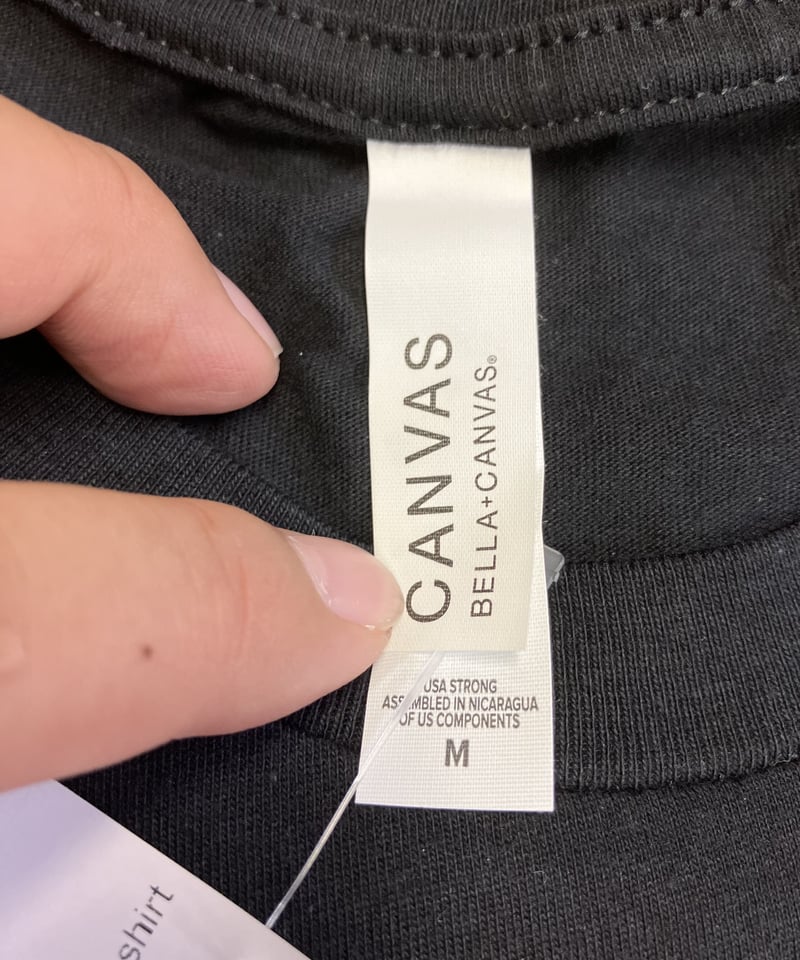 CANVAS
BELLA+CANVAS®
USA STRONG
ASSEMBLED IN NICARAGUA
OF US COMPONENTS
M
shirt